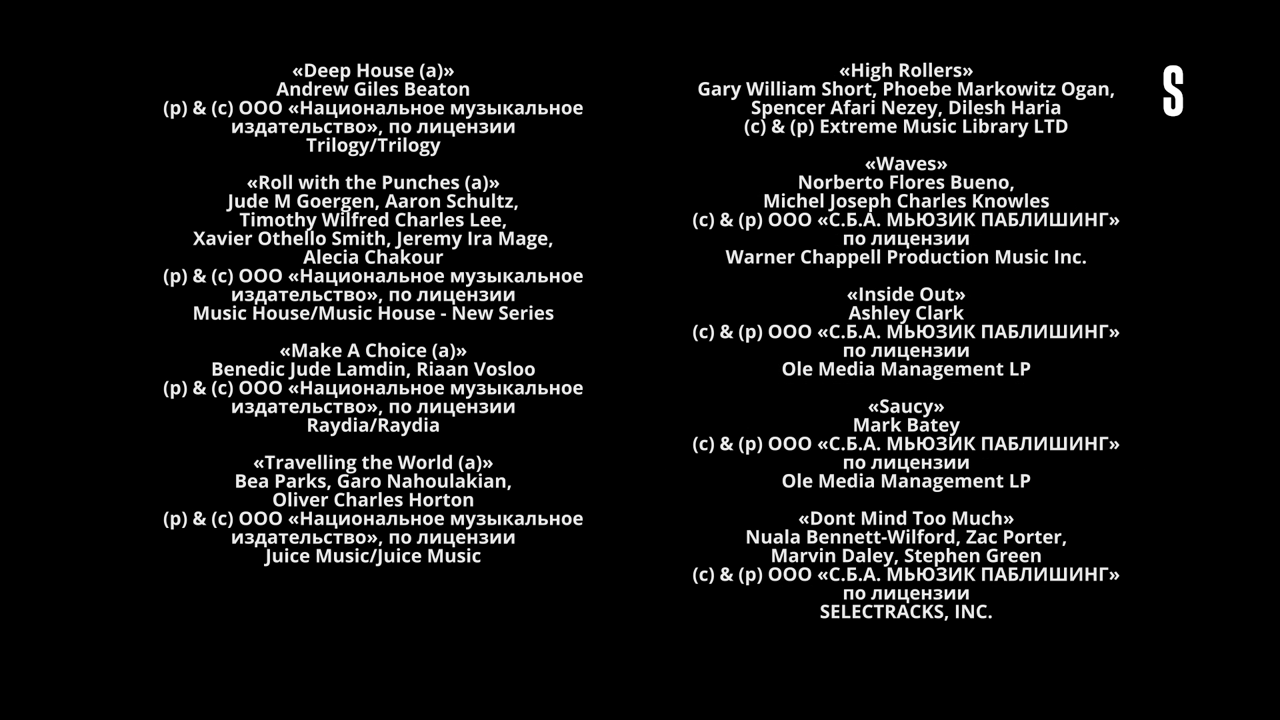 «Deep House (a)»
Andrew Giles Beaton
(p) & (c) ООО «Национальное музыкальное
издательство», по лицензии
Trilogy/Trilogy
«Roll with the Punches (a)»
Jude M Goergen, Aaron Schultz,
Timothy Wilfred Charles Lee,
Xavier Othello Smith, Jeremy Ira Mage,
Alecia Chakour
(p) & (c) ООО «Национальное музыкальное
издательство», по лицензии
Music House/Music House - New Series
«Make A Choice (a)»
Benedic Jude Lamdin, Riaan Vosloo
(p) & (c) ООО «Национальное музыкальное
издательство», по лицензии
Raydia/Raydia
«Travelling the World (a)»
Bea Parks, Garo Nahoulakian,
Oliver Charles Horton
(p) & (c) ООО «Национальное музыкальное
издательство», по лицензии
Juice Music/Juice Music
«High Rollers»
Gary William Short, Phoebe Markowitz Ogan,
Spencer Afari Nezey, Dilesh Haria
(c) & (p) Extreme Music Library LTD
«Waves»
Norberto Flores Bueno,
Michel Joseph Charles Knowles
(c) & (p) ООО «С.Б.А. МЬЮЗИК ПАБЛИШИНГ»
по лицензии
Warner Chappell Production Music Inc.
«Inside Out»
Ashley Clark
(c) & (p) ООО «С.Б.А. МЬЮЗИК ПАБЛИШИНГ»
по лицензии
Ole Media Management LP
«Saucy»
Mark Batey
(c) & (p) ООО «С.Б.А. МЬЮЗИК ПАБЛИШИНГ»
по лицензии
Ole Media Management LP
«Dont Mind Too Much»
Nuala Bennett-Wilford, Zac Porter,
Marvin Daley, Stephen Green
(c) & (p) ООО «С.Б.А. МЬЮЗИК ПАБЛИШИНГ»
по лицензии
SELECTRACKS, INC.
S